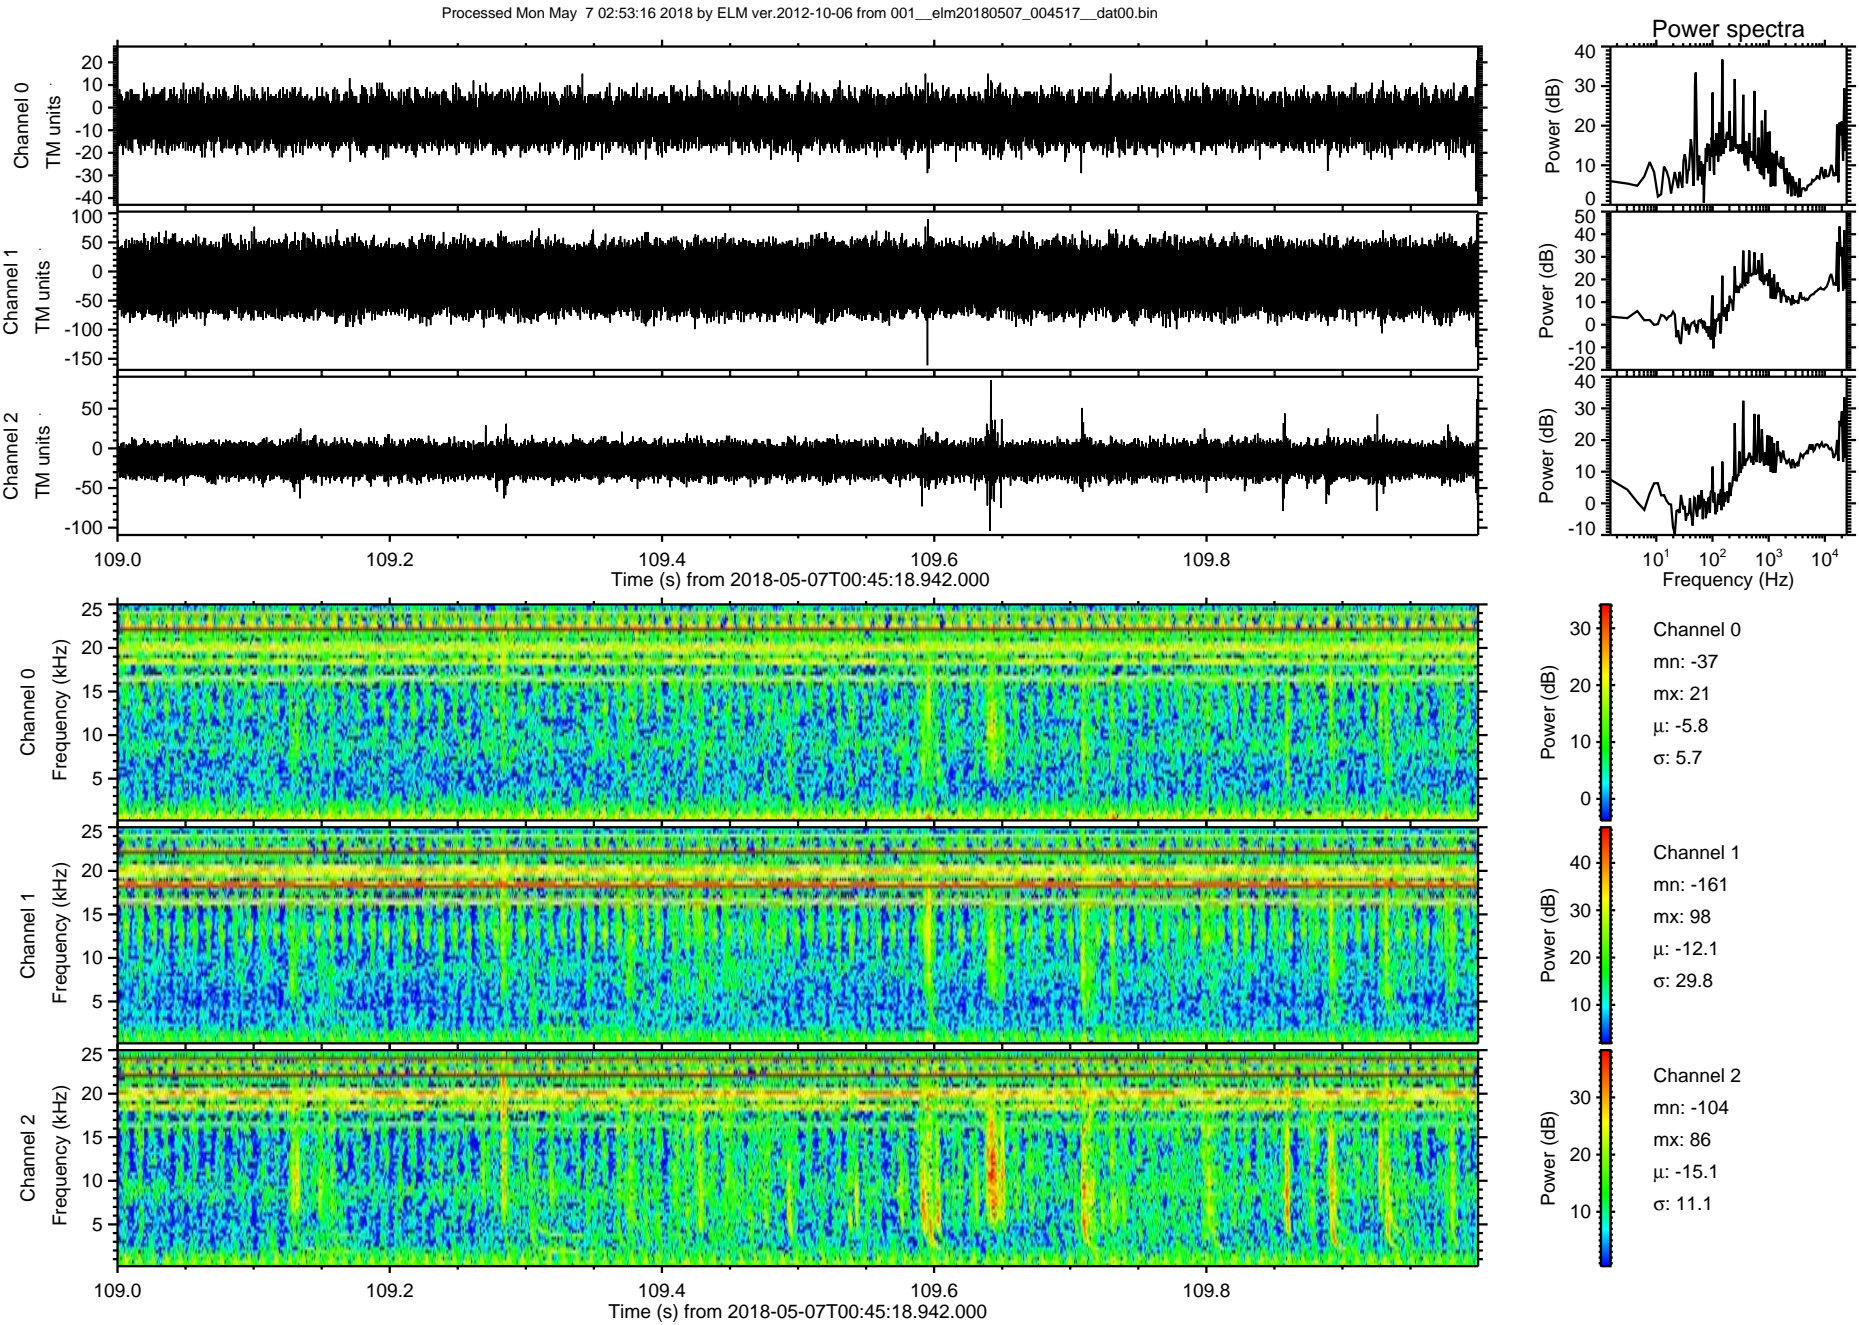 Processed Mon May  7 02:53:16 2018 by ELM ver.2012-10-06 from 001__elm20180507_004517__dat00.bin
Power spectra
Channel 0
TM units
20
10
0
-10
-20
-30
-40
Power (dB)
40
30
20
10
0
Channel 1
TM units
100
50
0
-50
-100
-150
Power (dB)
50
40
30
20
10
0
-10
-20
Channel 2
TM units
50
0
-50
-100
Power (dB)
40
30
20
10
0
-10
109.0 109.2 109.4 109.6 109.8
Time (s) from 2018-05-07T00:45:18.942.000
10^1 10^2 10^3 10^4
Frequency (Hz)
Channel 0
Frequency (kHz)
25
20
15
10
5
Power (dB)
30
20
10
0
Channel 0
mn: -37
mx: 21
μ: -5.8
σ: 5.7
Channel 1
Frequency (kHz)
25
20
15
10
5
Power (dB)
40
30
20
10
Channel 1
mn: -161
mx: 98
μ: -12.1
σ: 29.8
Channel 2
Frequency (kHz)
25
20
15
10
5
Power (dB)
30
20
10
Channel 2
mn: -104
mx: 86
μ: -15.1
σ: 11.1
109.0 109.2 109.4 109.6 109.8
Time (s) from 2018-05-07T00:45:18.942.000